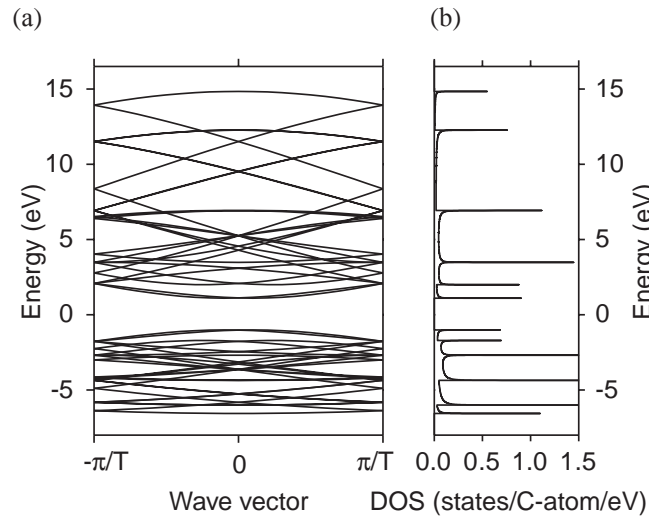 (a)
(b)
15
10
5
0
-5
Energy (eV)
-π/T
0
π/T
Wave vector
15
10
5
0
-5
Energy (eV)
0.0
0.5
1.0
1.5
DOS (states/C-atom/eV)